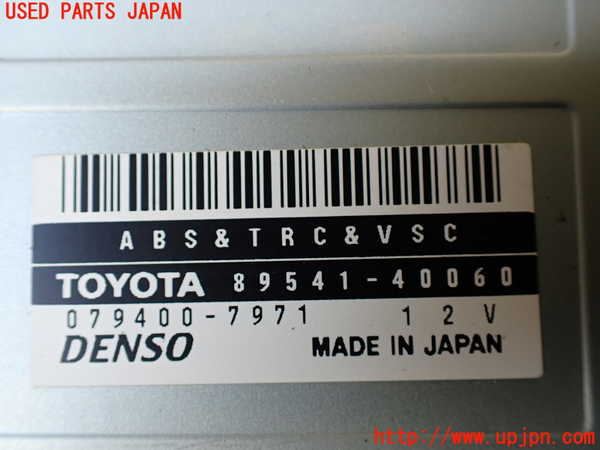 USED PARTS JAPAN
ABS&TRC&VSC
TOYOTA 89541-40060
079400-7971 12V
DENSO MADE IN JAPAN
http://www.upjpn.com/